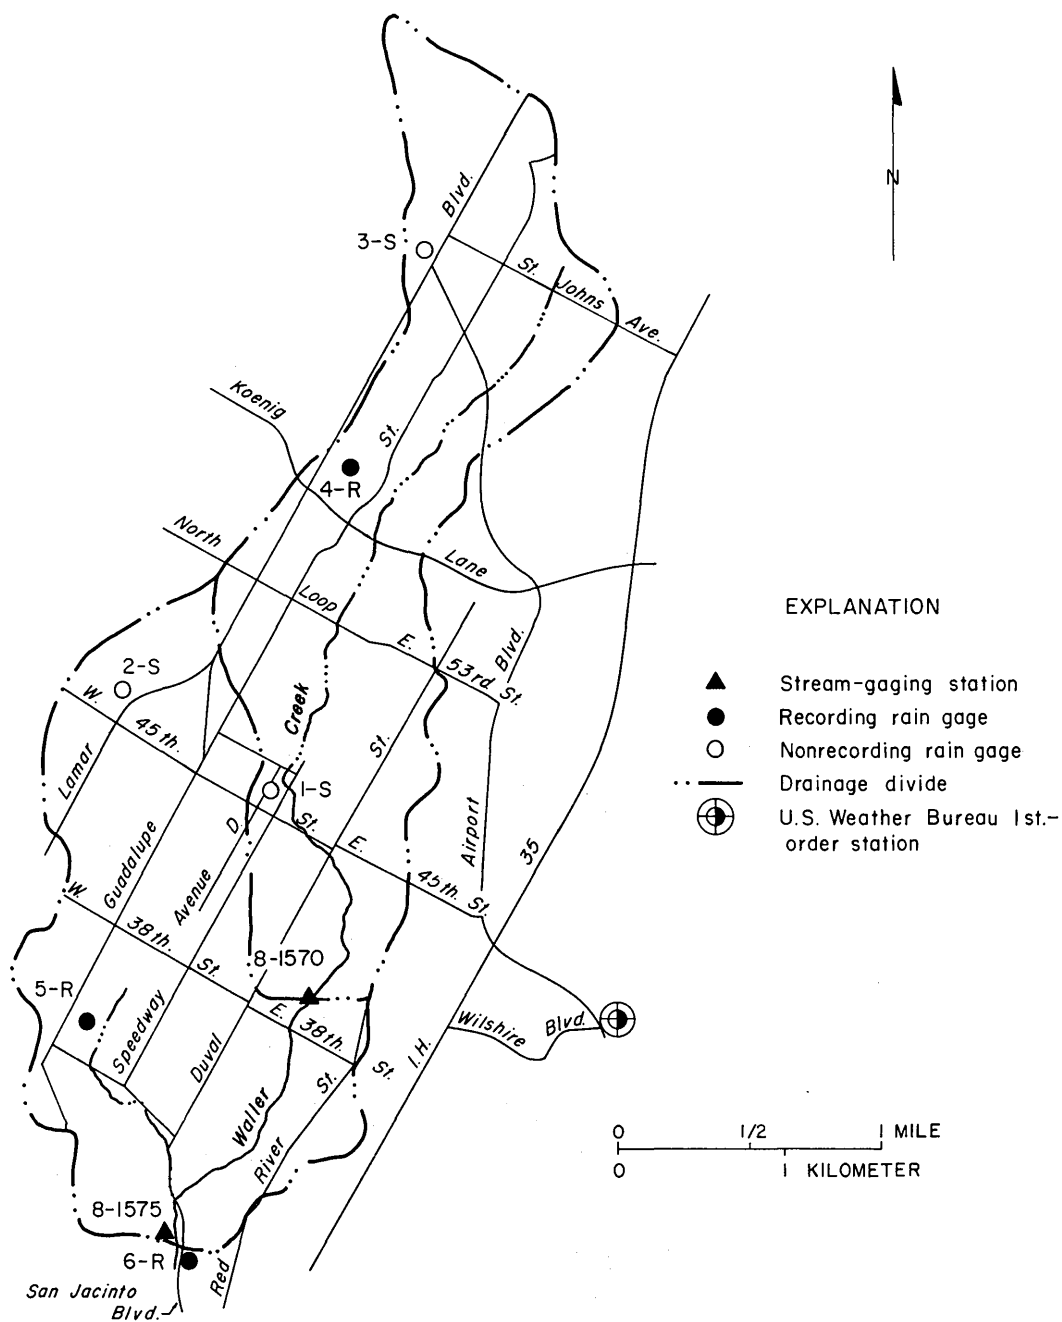 N
Blvd.
3-S
St. Johns Ave.
Koenig
St.
4-R
North
Lane
Loop
E.
53rd St.
Blvd.
EXPLANATION
Stream-gaging station
Recording rain gage
Nonrecording rain gage
Drainage divide
U.S. Weather Bureau 1st.-
order station
2-S
W.
45th.
Creek
St.
Lamar
1-S
D.
St.
E.
45th. St.
Airport
35
Guadalupe
Avenue
W.
38th.
St.
8-1570
5-R
E.
38th.
St.
Speedway
Duval
Wilshire
Blvd.
I.H.
St.
Waller
River
0 1/2 1 MILE
0 1 KILOMETER
8-1575
6-R
Red
San Jacinto
Blvd.